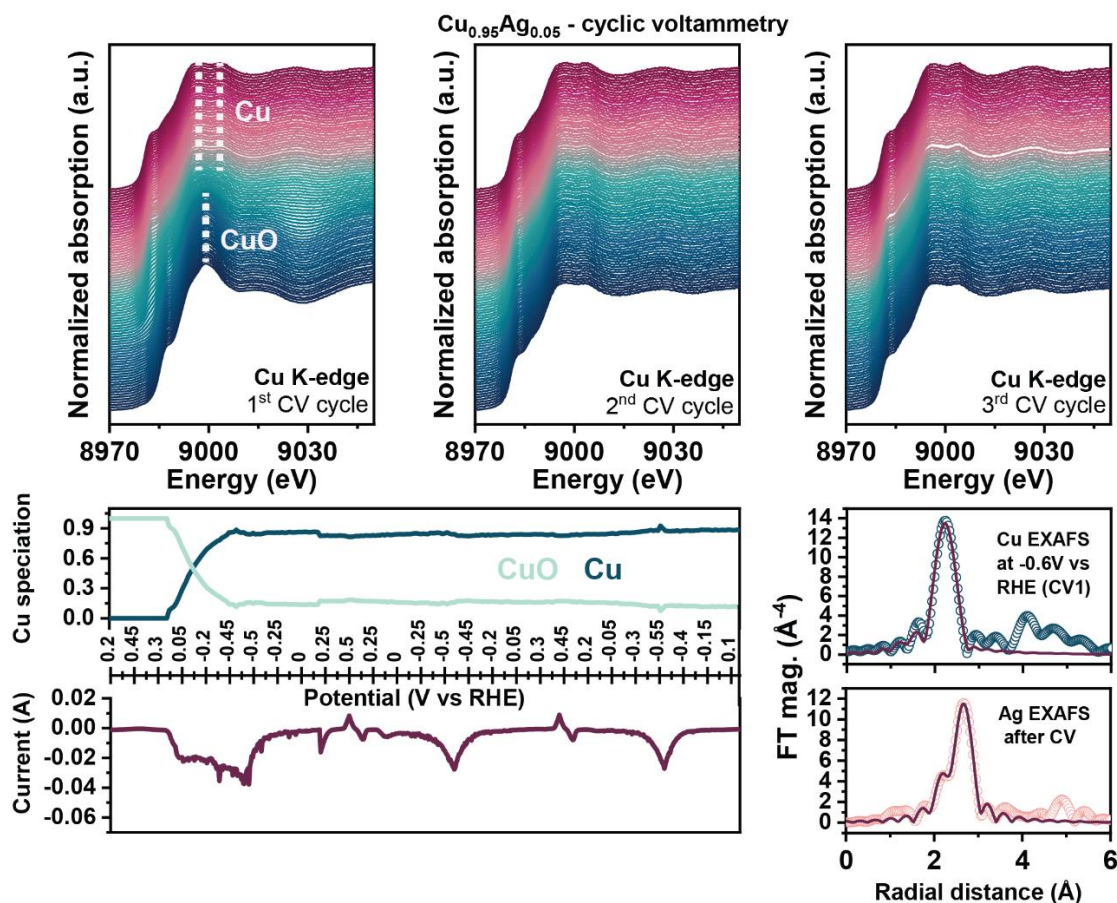 Cu0.95Ag0.05 - cyclic voltammetry
Normalized absorption (a.u.)
Cu
CuO
Cu K-edge
1st CV cycle
8970 9000 9030
Energy (eV)
Normalized absorption (a.u.)
Cu K-edge
2nd CV cycle
8970 9000 9030
Energy (eV)
Normalized absorption (a.u.)
Cu K-edge
3rd CV cycle
8970 9000 9030
Energy (eV)
Cu speciation
0.9
0.6
0.3
0.0
CuO Cu
0.2 0.45 0.3 0.05 -0.2 -0.45 -0.5 -0.25 0 0.25 0.5 0.25 0 -0.25 -0.5 -0.45 -0.2 0.05 0.3 0.45 0.2 -0.05 -0.3 -0.55 -0.4 -0.15 0.1
Potential (V vs RHE)
Current (A)
0.02
0.00
-0.02
-0.04
-0.06
FT mag. (Å-4)
14
12
10
8
6
4
2
0
Cu EXAFS
at -0.6V vs
RHE (CV1)
12
10
8
6
4
2
0
Ag EXAFS
after CV
0 2 4 6
Radial distance (Å)